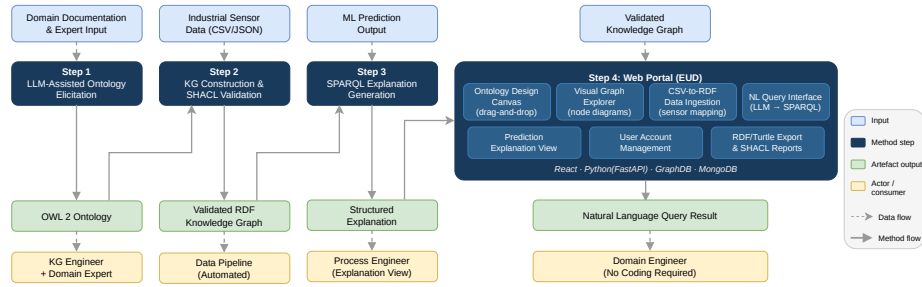 Domain Documentation
& Expert Input
Industrial Sensor
Data (CSV/JSON)
ML Prediction
Output
Validated
Knowledge Graph
Step 1
LLM-Assisted Ontology
Elicitation
Step 2
KG Construction &
SHACL Validation
Step 3
SPARQL Explanation
Generation
Step 4: Web Portal (EUD)
Ontology Design
Canvas
(drag-and-drop)
Visual Graph
Explorer
(node diagrams)
CSV-to-RDF
Data Ingestion
(sensor mapping)
NL Query Interface
(LLM → SPARQL)
Prediction
Explanation View
User Account
Management
RDF/Turtle Export
& SHACL Reports
React · Python(FastAPI) · GraphDB · MongoDB
OWL 2 Ontology
Validated RDF
Knowledge Graph
Structured
Explanation
Natural Language Query Result
KG Engineer
+ Domain Expert
Data Pipeline
(Automated)
Process Engineer
(Explanation View)
Domain Engineer
(No Coding Required)
Input
Method step
Artefact output
Actor /
consumer
Data flow
Method flow